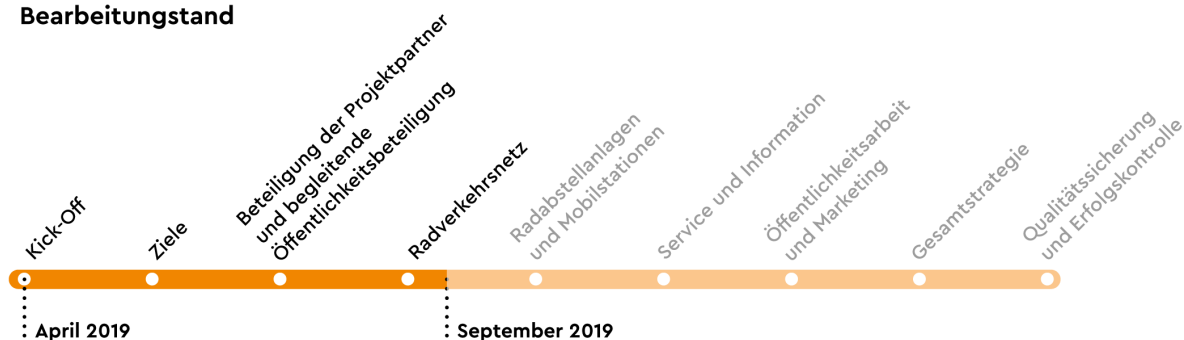 Bearbeitungstand
Kick-Off
Ziele
Beteiligung der Projektpartner
und begleitende
Öffentlichkeitsbeteiligung
Radverkehrsnetz
Radabstellanlagen
und Mobilstationen
Service und Information
Öffentlichkeitsarbeit
und Marketing
Gesamtstrategie
Qualitätssicherung
und Erfolgskontrolle
April 2019
September 2019